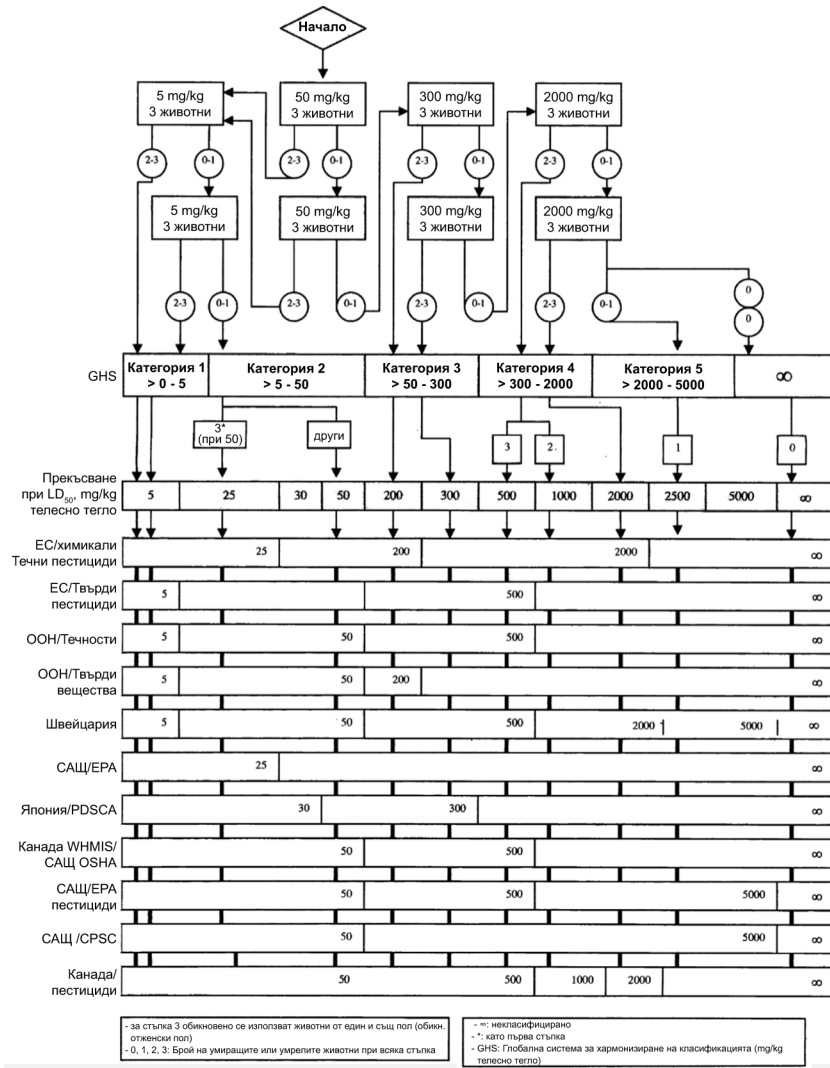 Начало
5 mg/kg
3 животни
50 mg/kg
3 животни
300 mg/kg
3 животни
2000 mg/kg
3 животни
2-3
0-1
2-3
0-1
2-3
0-1
2-3
0-1
5 mg/kg
3 животни
50 mg/kg
3 животни
300 mg/kg
3 животни
2000 mg/kg
3 животни
2-3
0-1
2-3
0-1
2-3
0-1
2-3
0-1
0
0
GHS
Категория 1
> 0 - 5
Категория 2
> 5 - 50
Категория 3
> 50 - 300
Категория 4
> 300 - 2000
Категория 5
> 2000 - 5000
∞
3*
(при 50)
други
3
2.
1
0
Прекъсване
при LD50, mg/kg
телесно тегло
5 25 30 50 200 300 500 1000 2000 2500 5000 ∞
ЕС/химикали
Течни пестициди
25 200 2000 ∞
ЕС/Твърди
пестициди
5 500 ∞
ООН/Течности
5 50 500 ∞
ООН/Твърди
вещества
5 50 200 ∞
Швейцария
5 50 500 2000 5000 ∞
САЩ/EPA
25 ∞
Япония/PDSCA
30 300 ∞
Канада WHMIS/
САЩ OSHA
50 500 ∞
САЩ/EPA
пестициди
50 500 5000 ∞
САЩ /CPSC
50 5000 ∞
Канада/
пестициди
50 500 1000 2000 ∞
- за стъпка 3 обикновено се използват животни от един и същ пол (обикн.
отженски пол)
- 0, 1, 2, 3: Брой на умиращите или умрелите животни при всяка стъпка
- ∞: некласифицирано
- *: като първа стъпка
- GHS: Глобална система за хармонизиране на класификацията (mg/kg
телесно тегло)